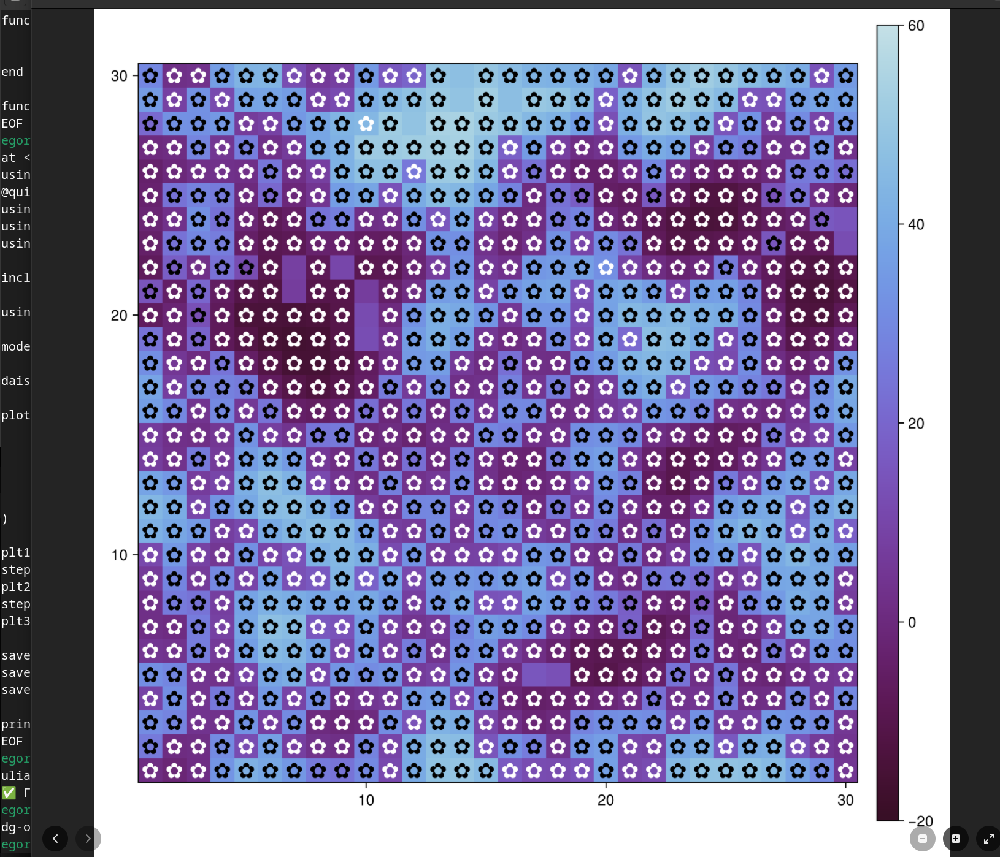 func
end
func
EOF
egor
at <
usin
@qui
usin
usin
usin
incl
usin
mode
dais
plot
)
plt1
step
plt2
step
plt3
save
save
save
prin
EOF
egor
ulia
✅ Г
egor
dg-o
egor
30
20
10
10
20
30
60
40
20
0
−20